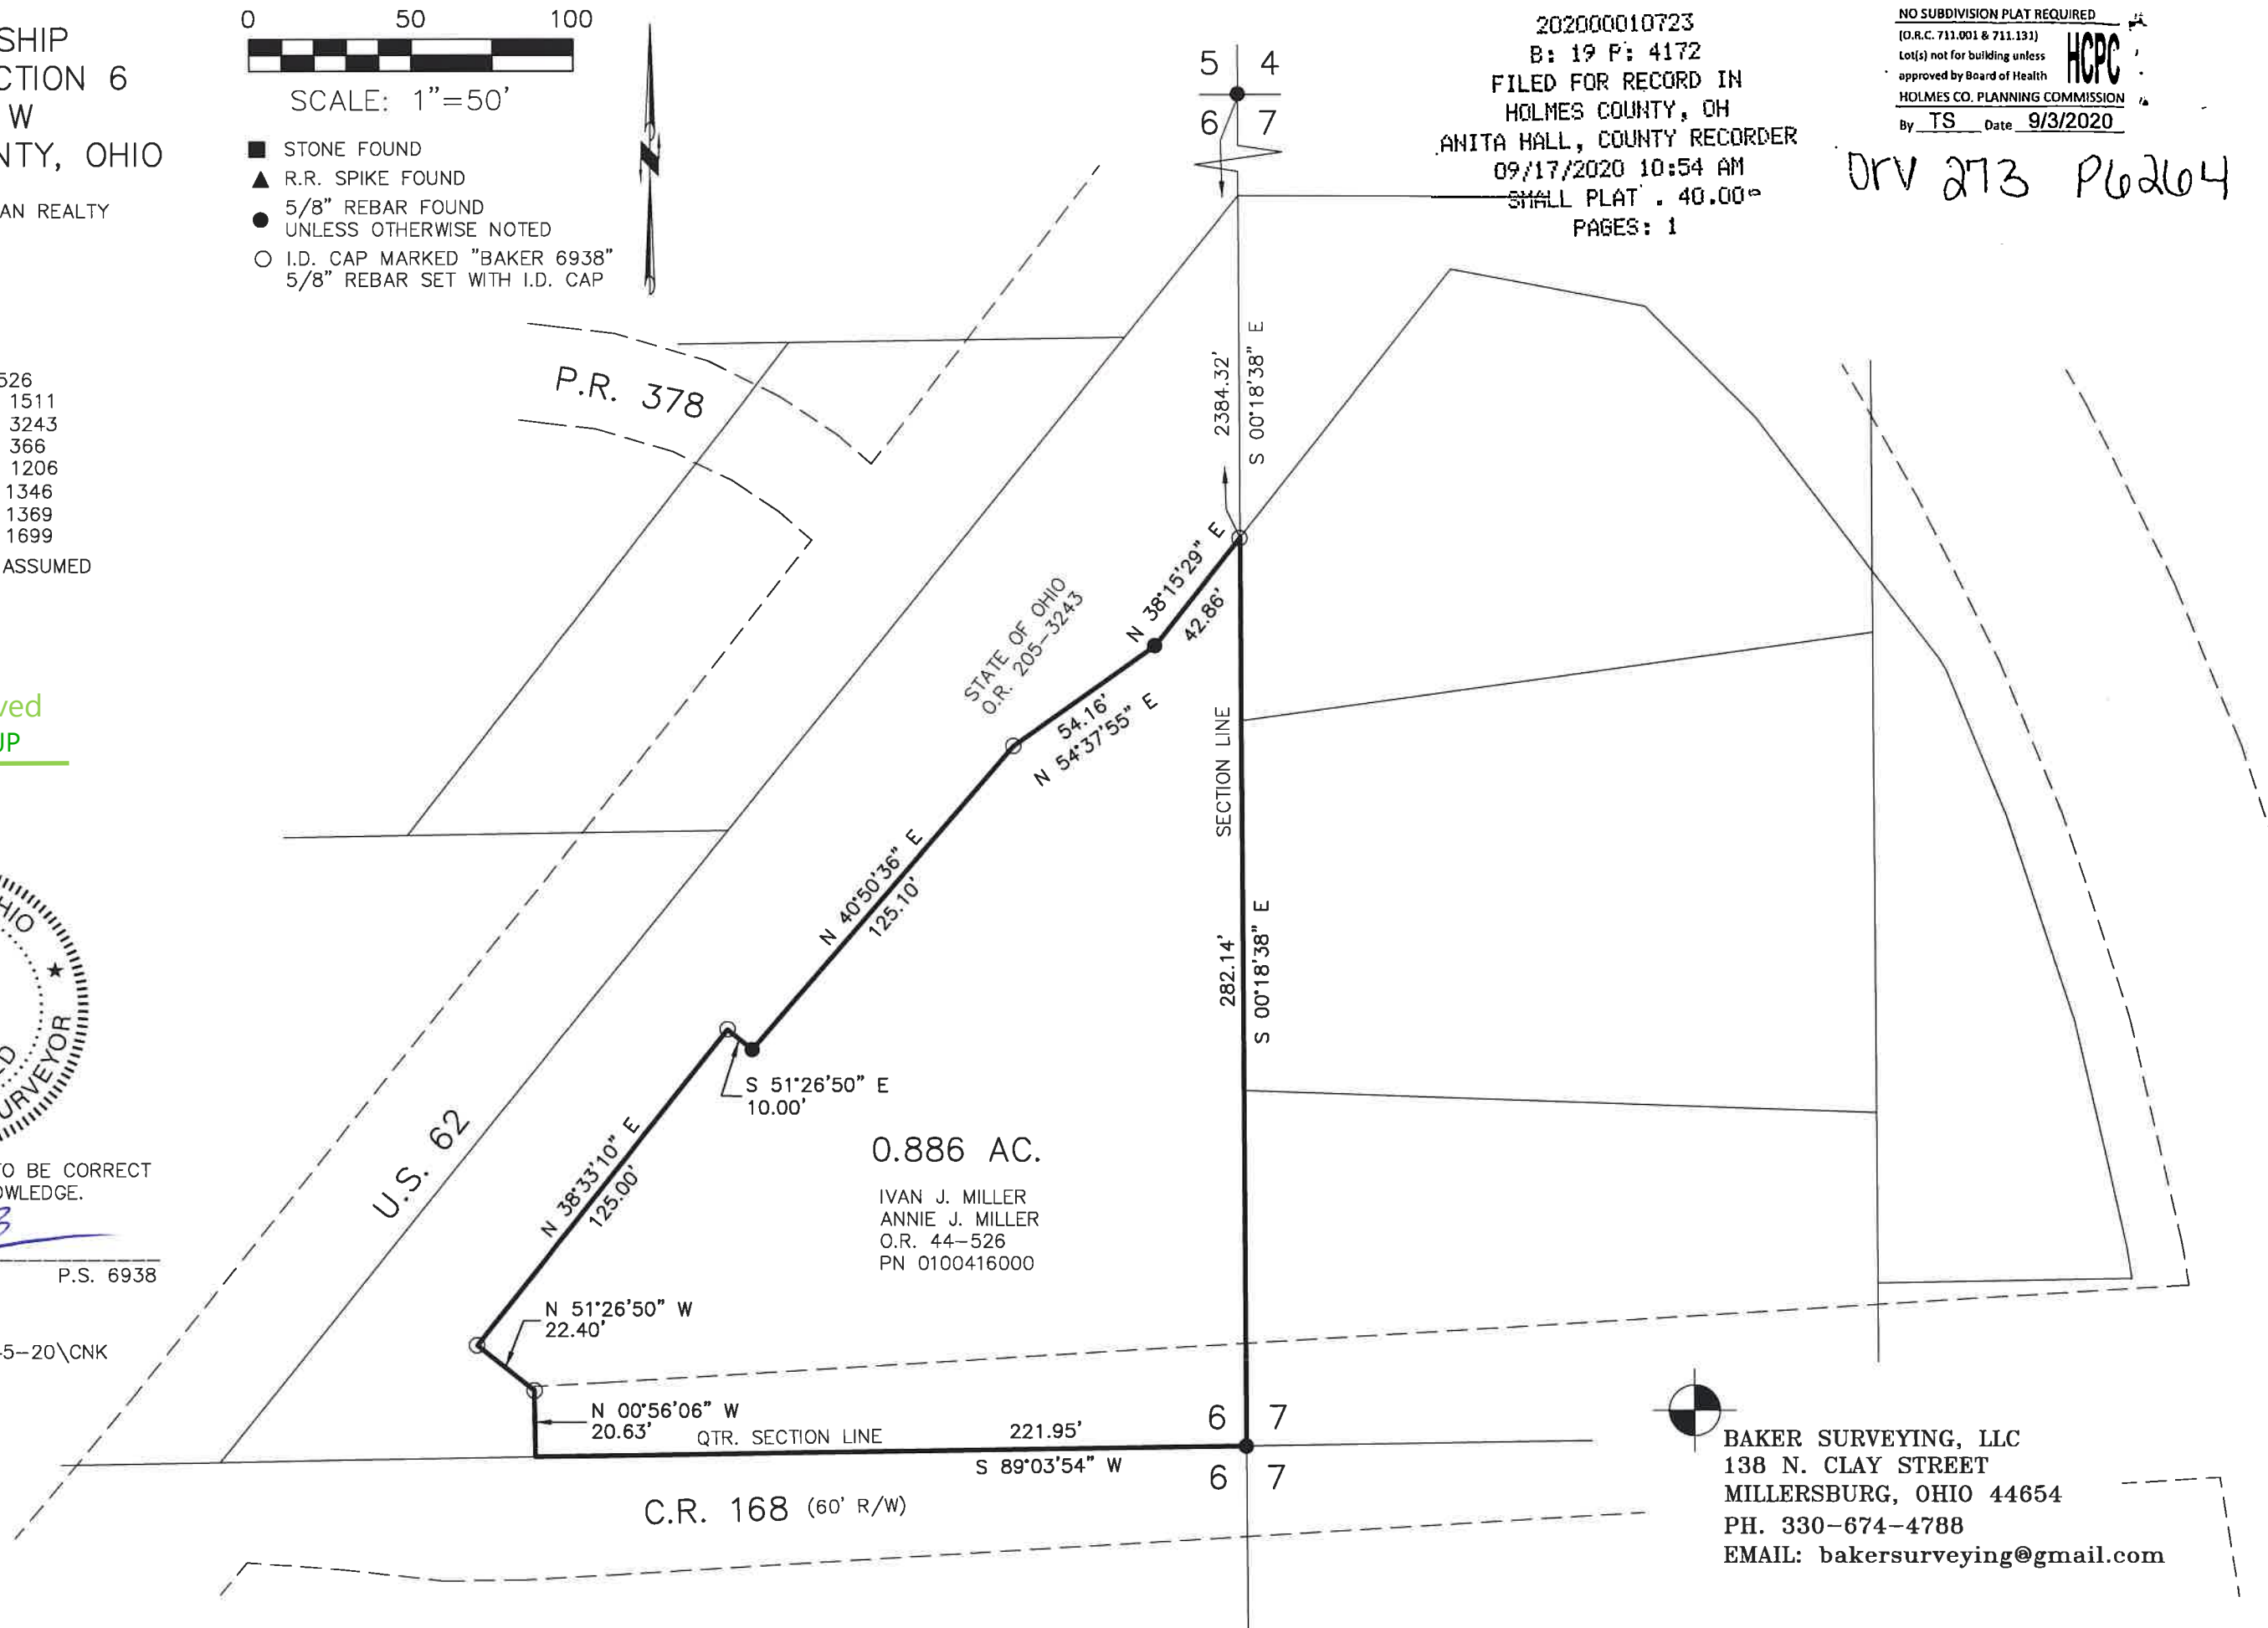 SHIP
CTION 6
W
NTY, OHIO
AN REALTY
526
1511
3243
366
1206
1346
1369
1699
ASSUMED
ved
JP
HIO
URVEYOR
TO BE CORRECT
OWLEDGE.
P.S. 6938
5-20\CNK
0 50 100
SCALE: 1"=50'
STONE FOUND
R.R. SPIKE FOUND
5/8" REBAR FOUND
UNLESS OTHERWISE NOTED
I.D. CAP MARKED "BAKER 6938"
5/8" REBAR SET WITH I.D. CAP
5 4
6 7
202000010723
B: 19 P: 4172
FILED FOR RECORD IN
HOLMES COUNTY, OH
ANITA HALL, COUNTY RECORDER
09/17/2020 10:54 AM
SMALL PLAT . 40.00
PAGES: 1
NO SUBDIVISION PLAT REQUIRED
(O.R.C. 711.001 & 711.131)
Lot(s) not for building unless
approved by Board of Health
HCPC
HOLMES CO. PLANNING COMMISSION
By TS Date 9/3/2020
OrV 273 PG264
P.R. 378
2384.32'
S 00°18'38" E
N 38°15'29" E
42.86'
STATE OF OHIO
O.R. 205-3243
54.16'
N 54°37'55" E
SECTION LINE
N 40°50'36" E
125.10'
282.14'
S 00°18'38" E
S 51°26'50" E
10.00'
U.S. 62
N 38°33'10" E
125.00'
0.886 AC.
IVAN J. MILLER
ANNIE J. MILLER
O.R. 44-526
PN 0100416000
N 51°26'50" W
22.40'
N 00°56'06" W
20.63'
QTR. SECTION LINE
221.95'
S 89°03'54" W
6 7
6 7
C.R. 168 (60' R/W)
BAKER SURVEYING, LLC
138 N. CLAY STREET
MILLERSBURG, OHIO 44654
PH. 330-674-4788
EMAIL: bakersurveying@gmail.com